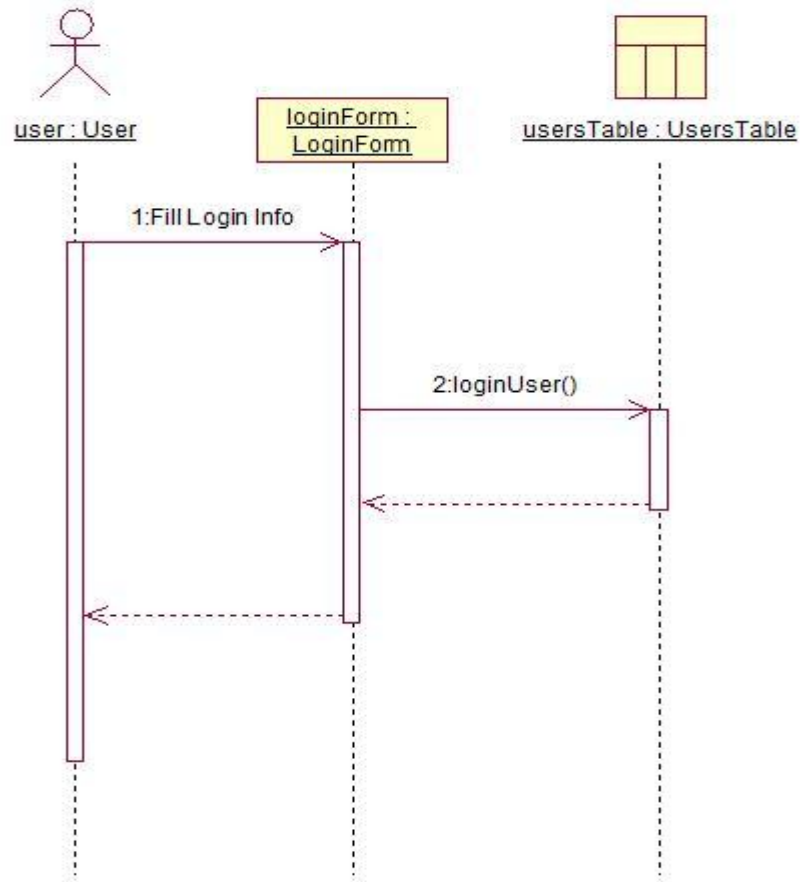 user : User
loginForm :
LoginForm
usersTable : UsersTable
1:Fill Login Info
2:loginUser()